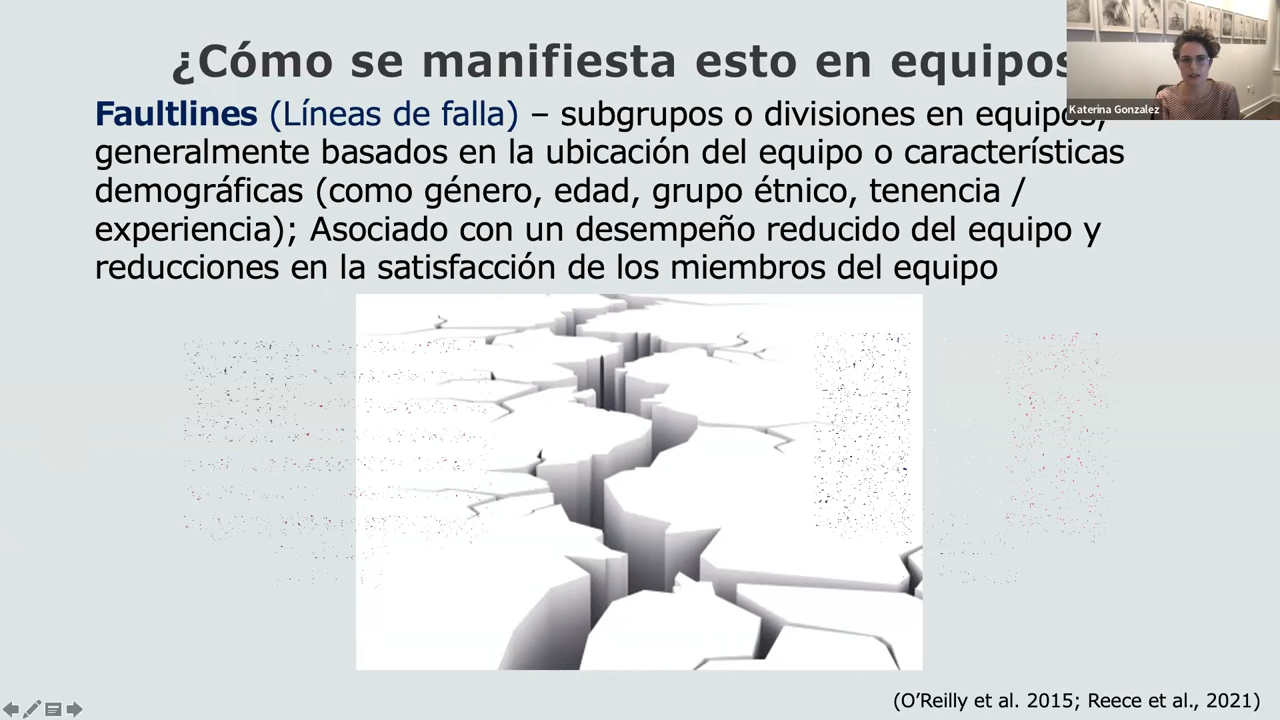 ¿Cómo se manifiesta esto en equipos
Katerina Gonzalez
Faultlines (Líneas de falla) – subgrupos o divisiones en equipos,
generalmente basados en la ubicación del equipo o características
demográficas (como género, edad, grupo étnico, tenencia /
experiencia); Asociado con un desempeño reducido del equipo y
reducciones en la satisfacción de los miembros del equipo
(O’Reilly et al. 2015; Reece et al., 2021)